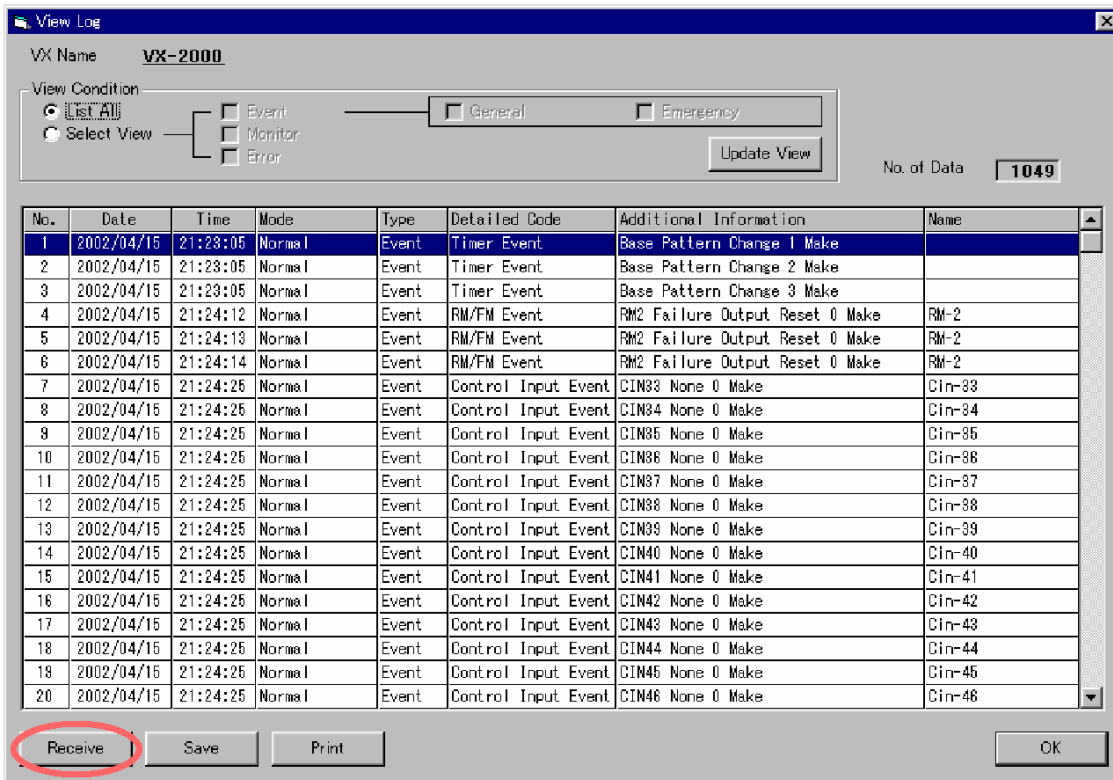 View Log
VX Name VX-2000
View Condition
List All Event General Emergency
Select View Monitor
Error Update View
No. of Data 1049
No. Date Time Mode Type Detailed Code Additional Information Name
1 2002/04/15 21:23:05 Normal Event Timer Event Base Pattern Change 1 Make
2 2002/04/15 21:23:05 Normal Event Timer Event Base Pattern Change 2 Make
3 2002/04/15 21:23:05 Normal Event Timer Event Base Pattern Change 3 Make
4 2002/04/15 21:24:12 Normal Event RM/FM Event RM2 Failure Output Reset 0 Make RM-2
5 2002/04/15 21:24:13 Normal Event RM/FM Event RM2 Failure Output Reset 0 Make RM-2
6 2002/04/15 21:24:14 Normal Event RM/FM Event RM2 Failure Output Reset 0 Make RM-2
7 2002/04/15 21:24:25 Normal Event Control Input Event CIN33 None 0 Make Cin-33
8 2002/04/15 21:24:25 Normal Event Control Input Event CIN34 None 0 Make Cin-34
9 2002/04/15 21:24:25 Normal Event Control Input Event CIN35 None 0 Make Cin-35
10 2002/04/15 21:24:25 Normal Event Control Input Event CIN36 None 0 Make Cin-36
11 2002/04/15 21:24:25 Normal Event Control Input Event CIN37 None 0 Make Cin-37
12 2002/04/15 21:24:25 Normal Event Control Input Event CIN38 None 0 Make Cin-38
13 2002/04/15 21:24:25 Normal Event Control Input Event CIN39 None 0 Make Cin-39
14 2002/04/15 21:24:25 Normal Event Control Input Event CIN40 None 0 Make Cin-40
15 2002/04/15 21:24:25 Normal Event Control Input Event CIN41 None 0 Make Cin-41
16 2002/04/15 21:24:25 Normal Event Control Input Event CIN42 None 0 Make Cin-42
17 2002/04/15 21:24:25 Normal Event Control Input Event CIN43 None 0 Make Cin-43
18 2002/04/15 21:24:25 Normal Event Control Input Event CIN44 None 0 Make Cin-44
19 2002/04/15 21:24:25 Normal Event Control Input Event CIN45 None 0 Make Cin-45
20 2002/04/15 21:24:25 Normal Event Control Input Event CIN46 None 0 Make Cin-46
Receive Save Print OK